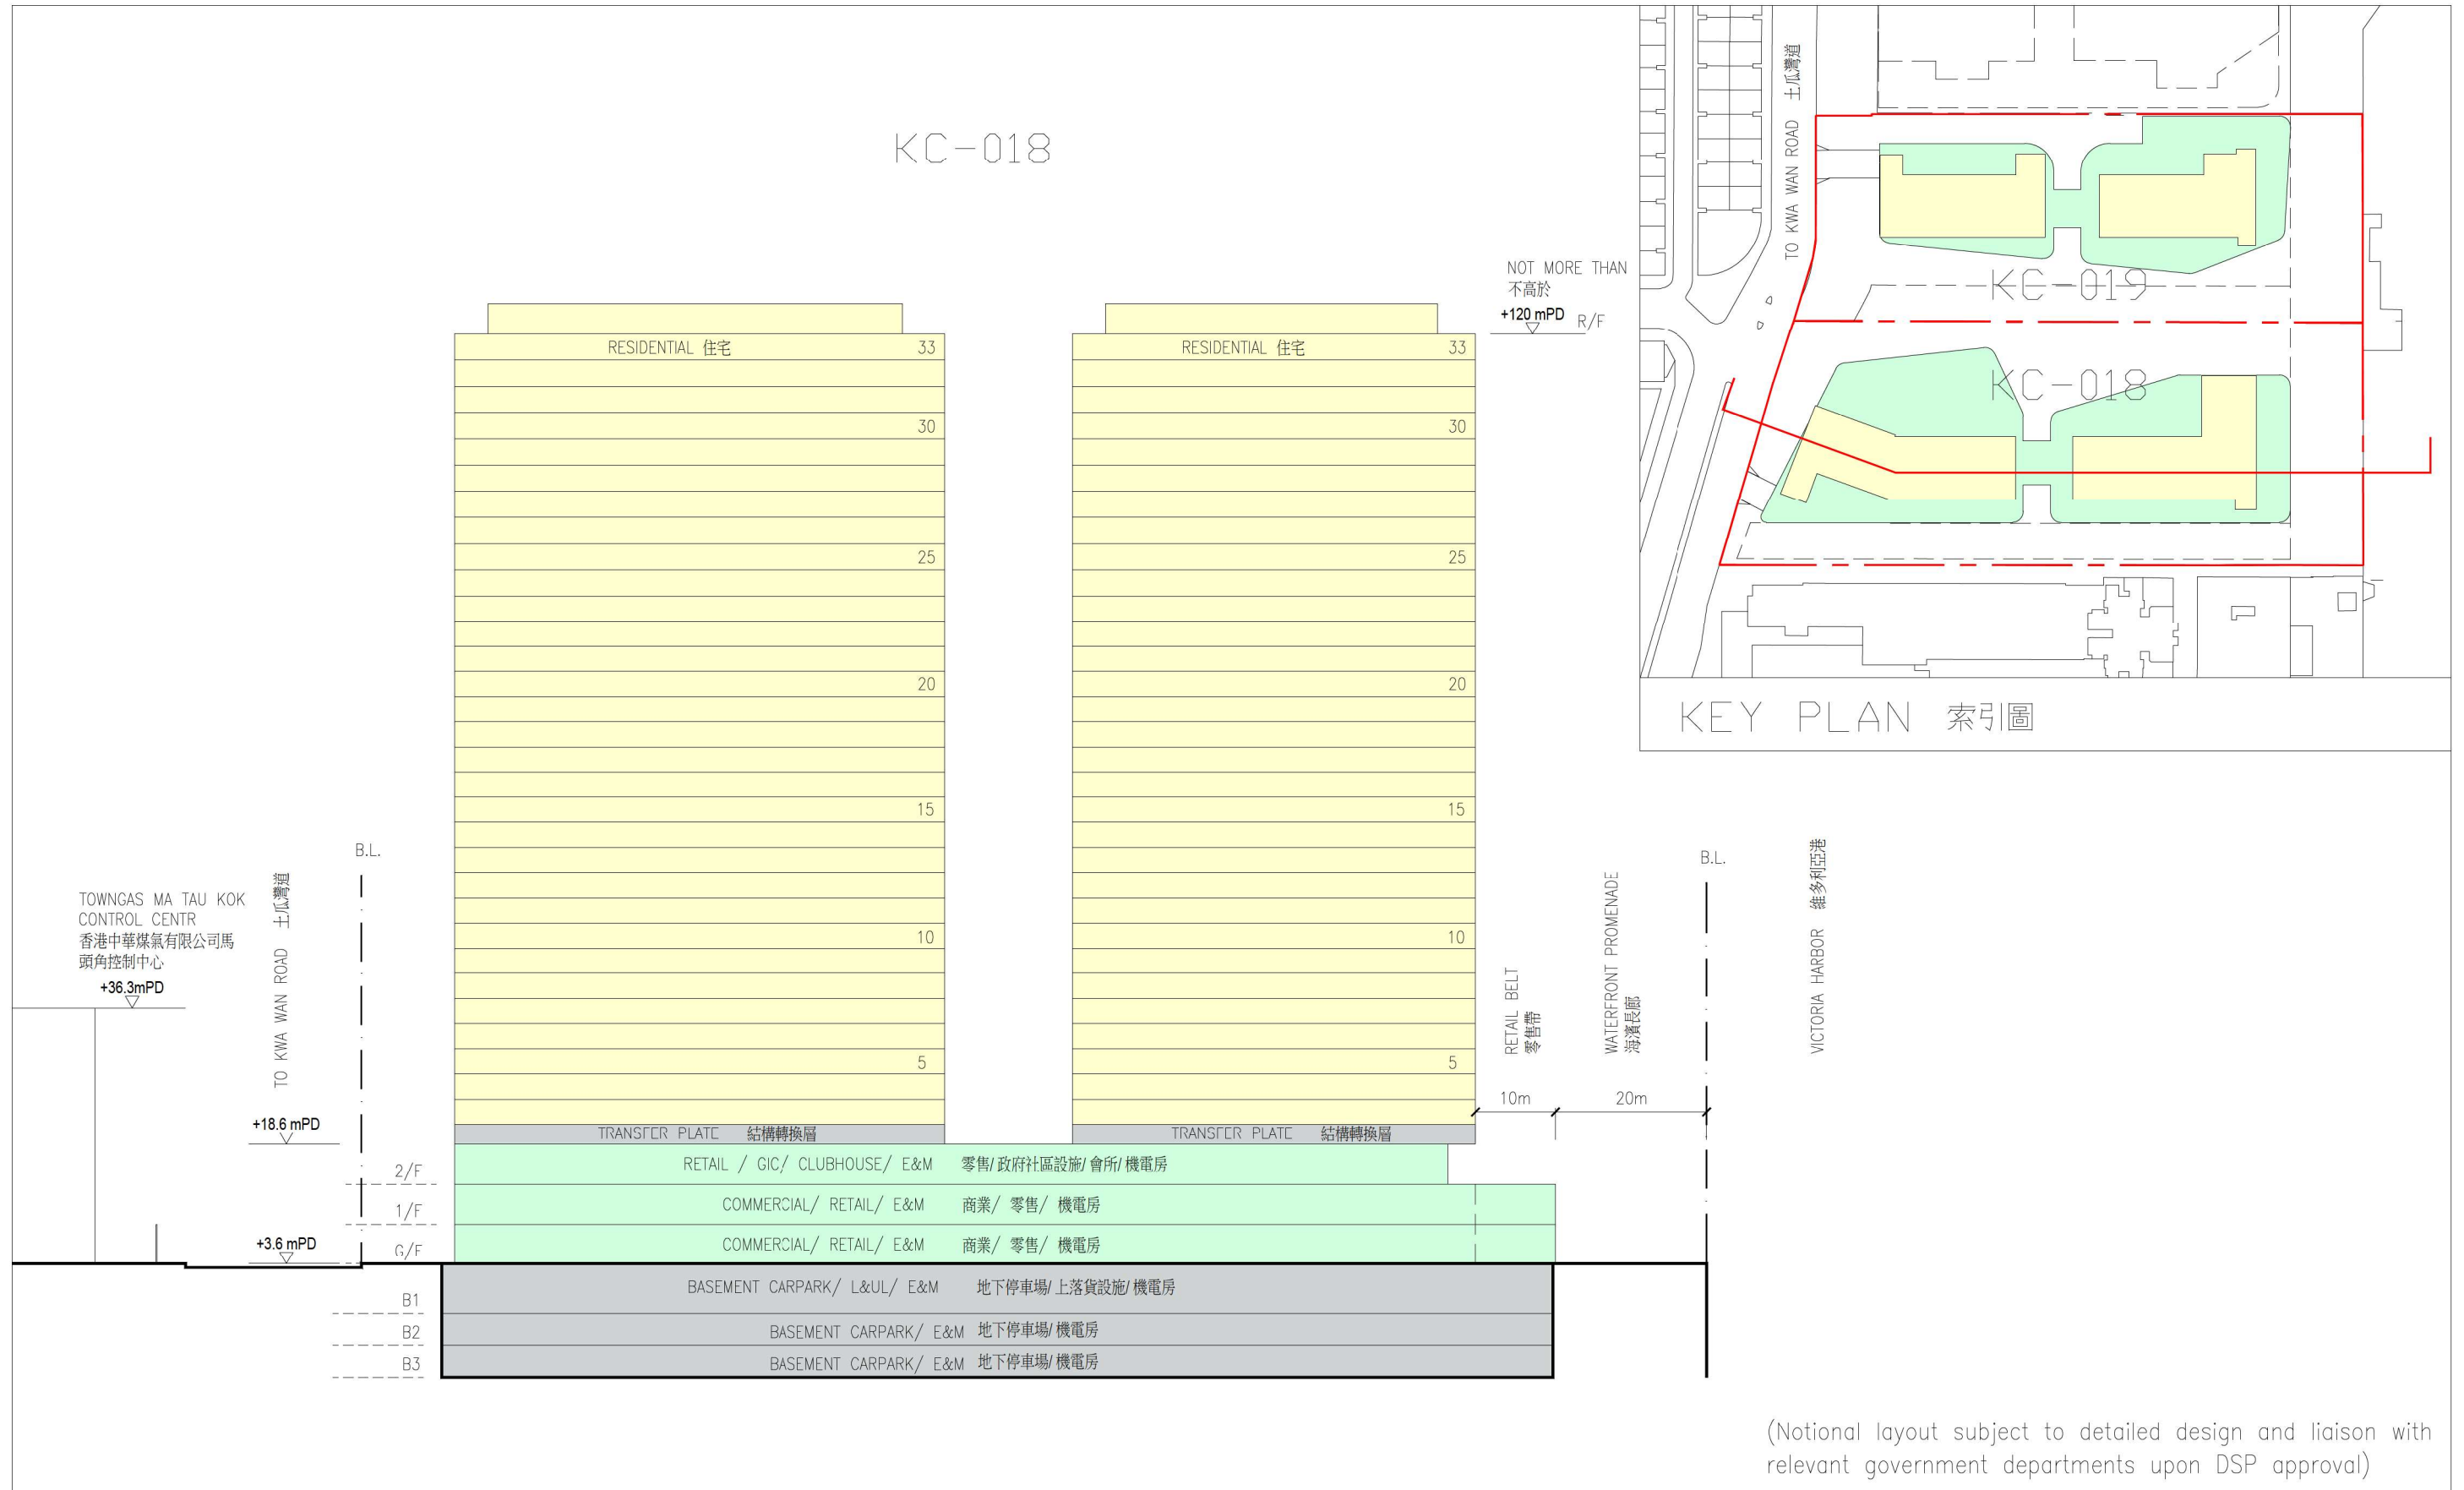 KC-018
NOT MORE THAN
不高於
+120 mPD R/F
RESIDENTIAL 住宅 33
RESIDENTIAL 住宅 33
30
30
25
25
20
20
15
15
10
10
5
5
TRANSFER PLATE 結構轉換層
TRANSFER PLATE 結構轉換層
B.L.
TOWNGAS MA TAU KOK
CONTROL CENTR
香港中華煤氣有限公司馬
頭角控制中心
+36.3mPD
TO KWA WAN ROAD 土瓜灣道
+18.6 mPD
+3.6 mPD
2/F
1/F
G/F
B1
B2
B3
RETAIL / GIC/ CLUBHOUSE/ E&M 零售/政府社區設施/會所/機電房
COMMERCIAL/ RETAIL/ E&M 商業/ 零售/ 機電房
COMMERCIAL/ RETAIL/ E&M 商業/ 零售/ 機電房
BASEMENT CARPARK/ L&UL/ E&M 地下停車場/上落貨設施/機電房
BASEMENT CARPARK/ E&M 地下停車場/機電房
BASEMENT CARPARK/ E&M 地下停車場/機電房
RETAIL BELT
零售帶
WATERFRONT PROMENADE
海濱長廊
10m
20m
B.L.
VICTORIA HARBOR 維多利亞港
TO KWA WAN ROAD 土瓜灣道
KC-019
KC-018
KEY PLAN 索引圖
(Notional layout subject to detailed design and liaison with
relevant government departments upon DSP approval)